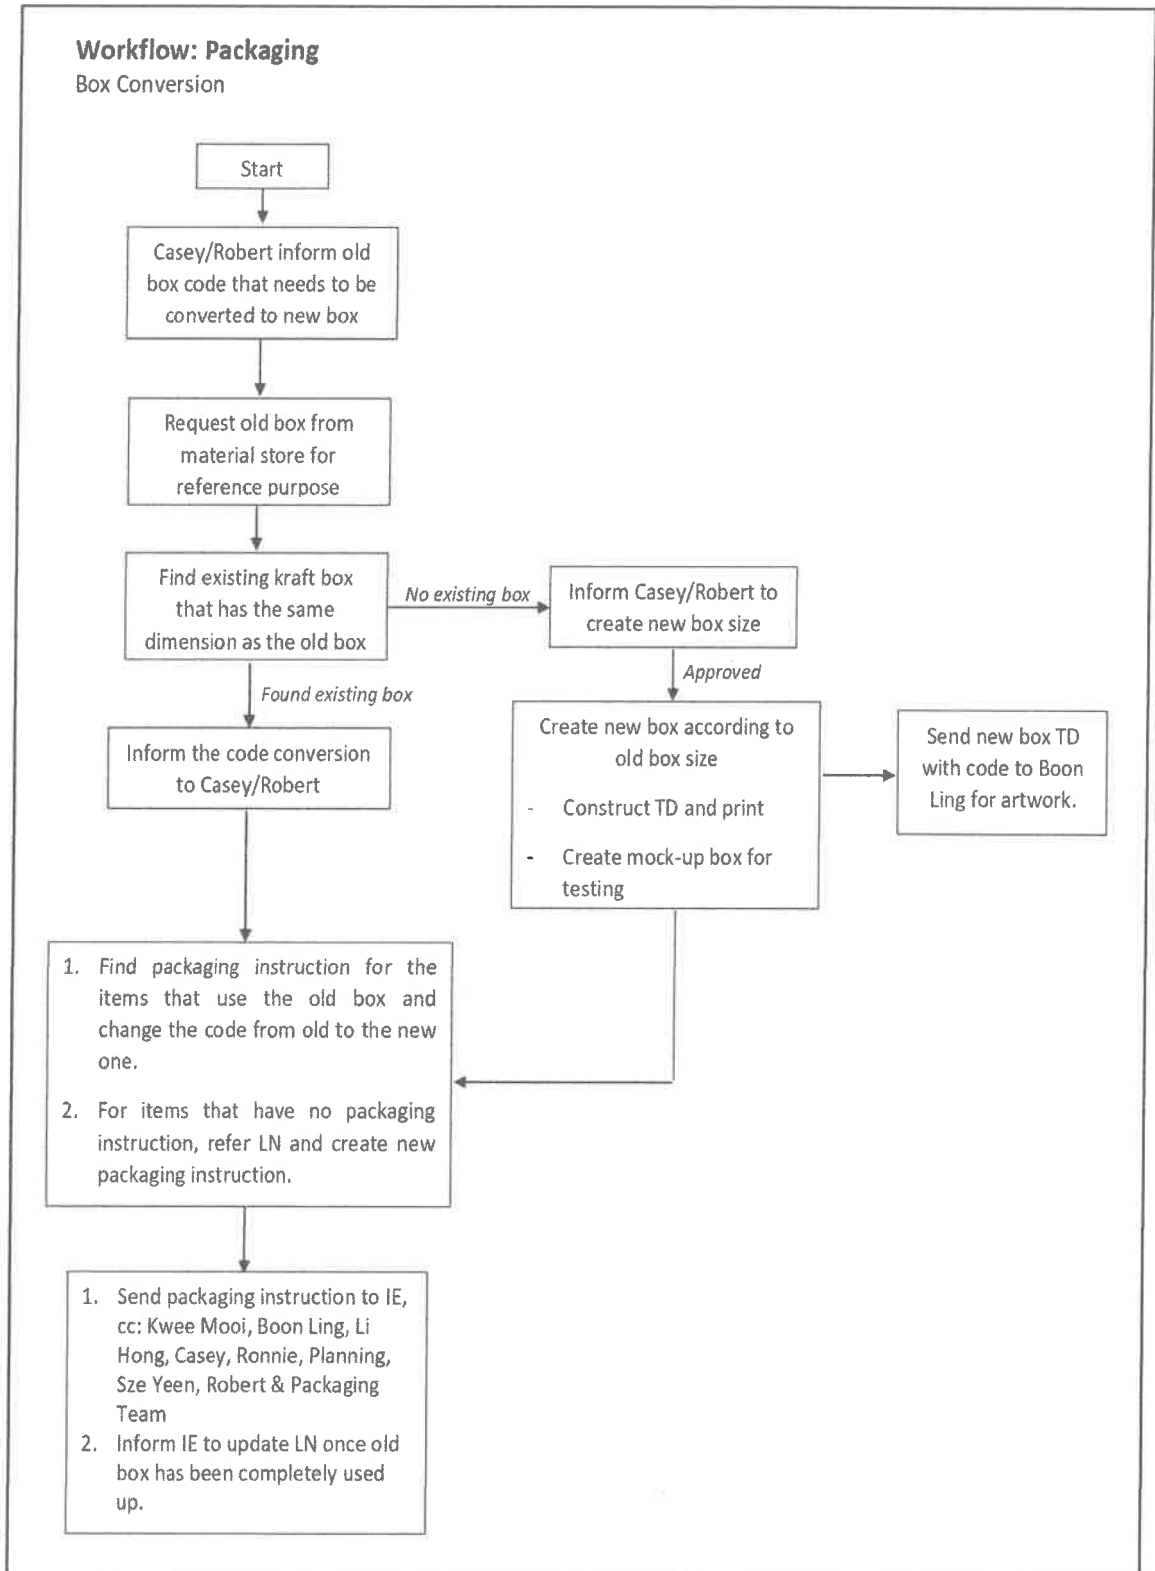 Workflow: Packaging
Box Conversion
Start
Casey/Robert inform old
box code that needs to be
converted to new box
Request old box from
material store for
reference purpose
Find existing kraft box
that has the same
dimension as the old box
No existing box
Inform Casey/Robert to
create new box size
Approved
Found existing box
Inform the code conversion
to Casey/Robert
Create new box according to
old box size
- Construct TD and print
- Create mock-up box for
testing
Send new box TD
with code to Boon
Ling for artwork.
1. Find packaging instruction for the
items that use the old box and
change the code from old to the new
one.
2. For items that have no packaging
instruction, refer LN and create new
packaging instruction.
1. Send packaging instruction to IE,
cc: Kwee Mooi, Boon Ling, Li
Hong, Casey, Ronnie, Planning,
Sze Yeen, Robert & Packaging
Team
2. Inform IE to update LN once old
box has been completely used
up.